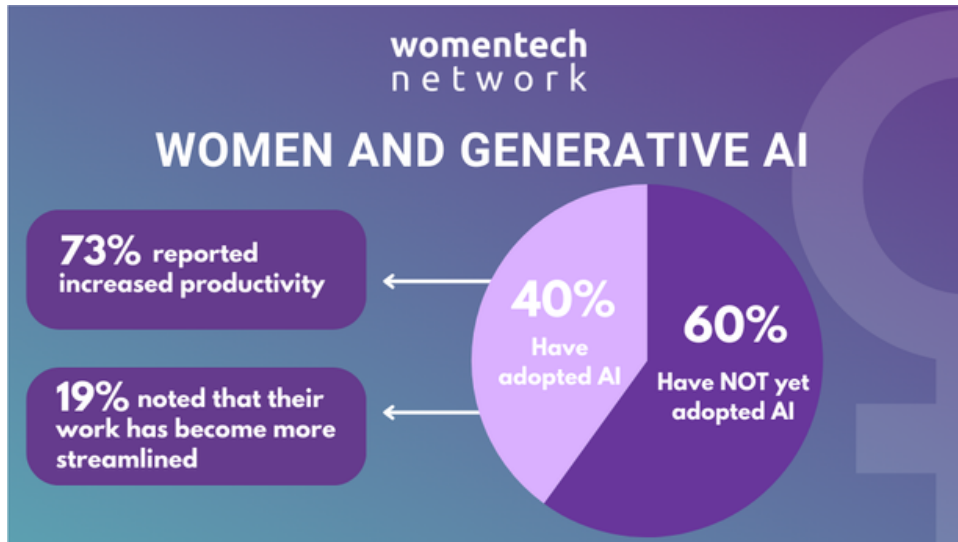 womentech
network
WOMEN AND GENERATIVE AI
73% reported
increased productivity
19% noted that their
work has become more
streamlined
40%
Have
adopted AI
60%
Have NOT yet
adopted AI